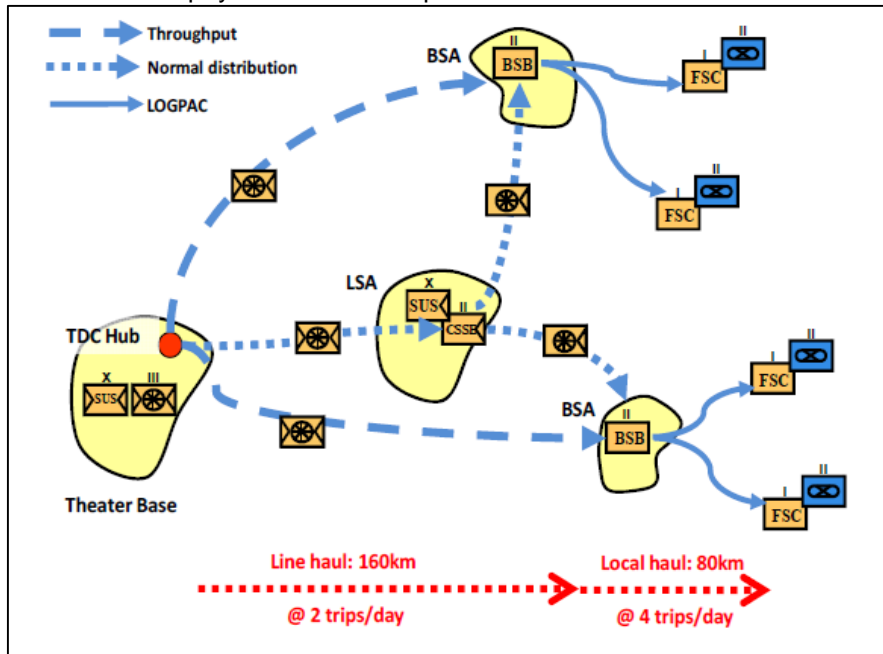 Throughput
Normal distribution
LOGPAC
BSA
II
BSB
I
FSC
II
I
FSC
II
LSA
X
SUS
II
CSSB
TDC Hub
X
SUS
III
Theater Base
BSA
II
BSB
I
FSC
II
I
FSC
II
Line haul: 160km
@ 2 trips/day
Local haul: 80km
@ 4 trips/day